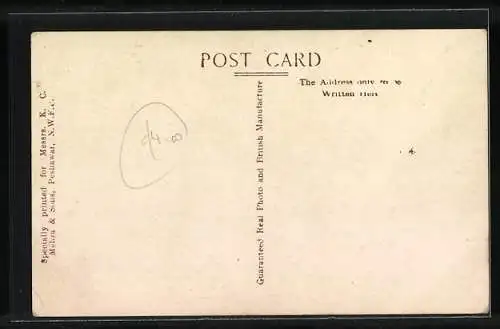 POST CARD
The Address only to be
Written Here
Specially printed for Messrs. K. C.
Mehra & Sons, Peshawar, N.W.F.P.
Guaranteed Real Photo and British Manufacture